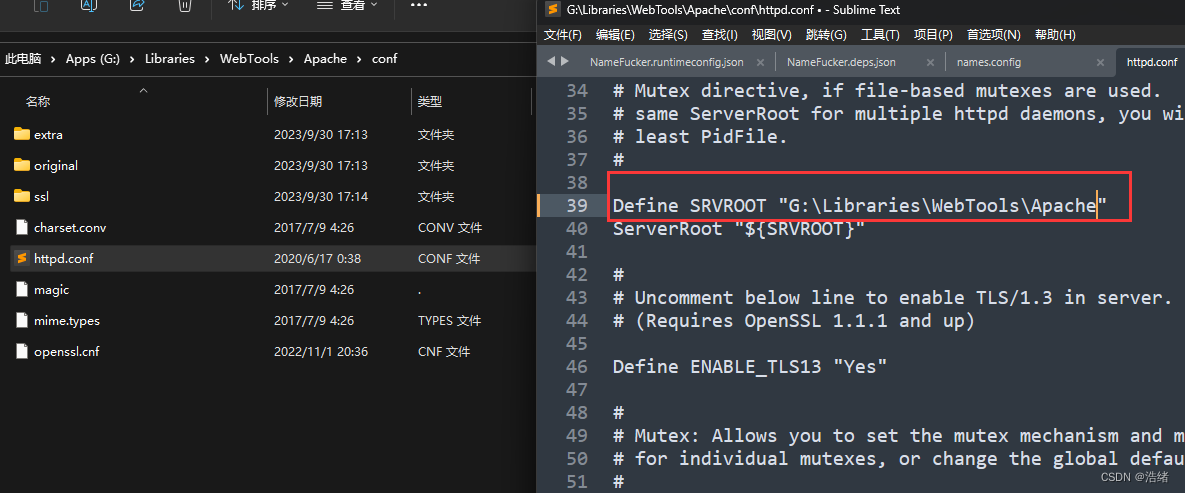 排序
查看
此电脑 > Apps (G:) > Libraries > WebTools > Apache > conf
名称 修改日期 类型
extra 2023/9/30 17:13 文件夹
original 2023/9/30 17:13 文件夹
ssl 2023/9/30 17:14 文件夹
charset.conv 2017/7/9 4:26 CONV 文件
httpd.conf 2020/6/17 0:38 CONF 文件
magic 2017/7/9 4:26 .
mime.types 2017/7/9 4:26 TYPES 文件
openssl.cnf 2022/11/1 20:36 CNF 文件
G:\Libraries\WebTools\Apache\conf\httpd.conf • - Sublime Text
文件(F) 编辑(E) 选择(S) 查找(I) 视图(V) 跳转(G) 工具(T) 项目(P) 首选项(N) 帮助(H)
NameFucker.runtimeconfig.json NameFucker.deps.json names.config httpd.conf
34 # Mutex directive, if file-based mutexes are used.
35 # same ServerRoot for multiple httpd daemons, you wi
36 # least PidFile.
37 #
38
39 Define SRVROOT "G:\Libraries\WebTools\Apache"
40 ServerRoot "${SRVROOT}"
41
42 #
43 # Uncomment below line to enable TLS/1.3 in server.
44 # (Requires OpenSSL 1.1.1 and up)
45
46 Define ENABLE_TLS13 "Yes"
47
48 #
49 # Mutex: Allows you to set the mutex mechanism and m
50 # for individual mutexes, or change the global defau
51 #
CSDN @浩绪